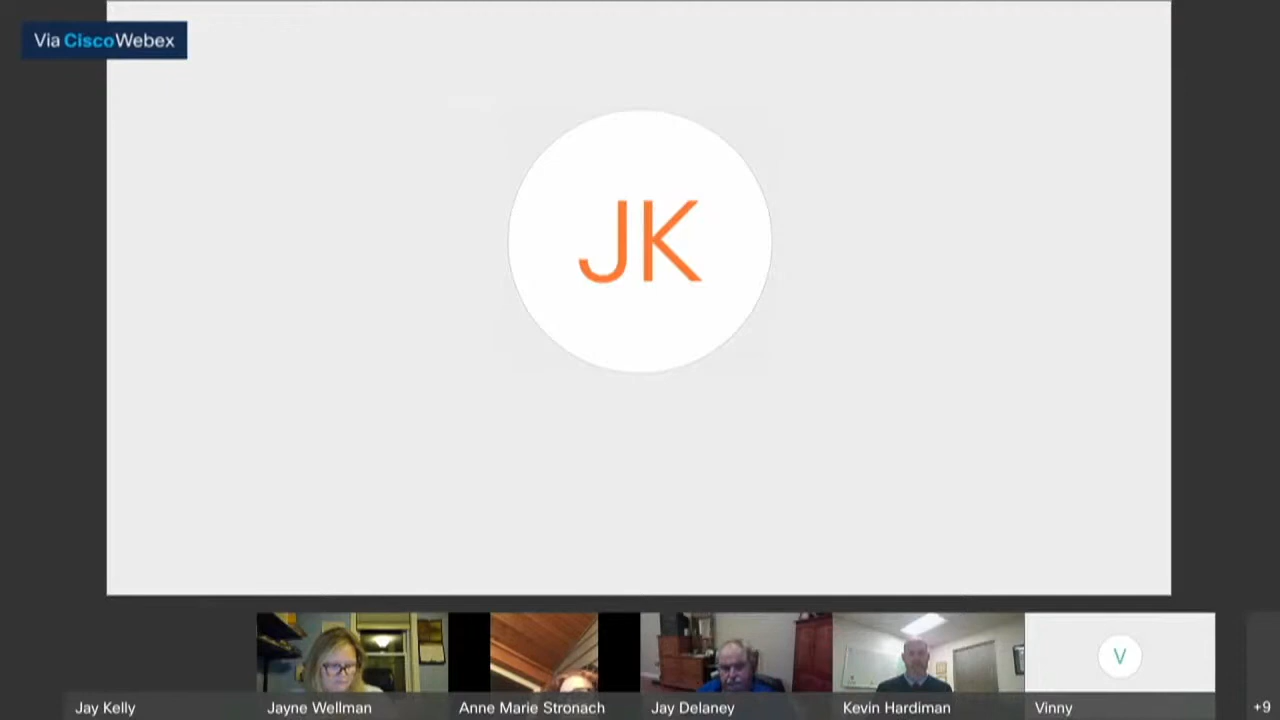 Via CiscoWebex
JK
V
Jay Kelly
Jayne Wellman
Anne Marie Stronach
Jay Delaney
Kevin Hardiman
Vinny
+9